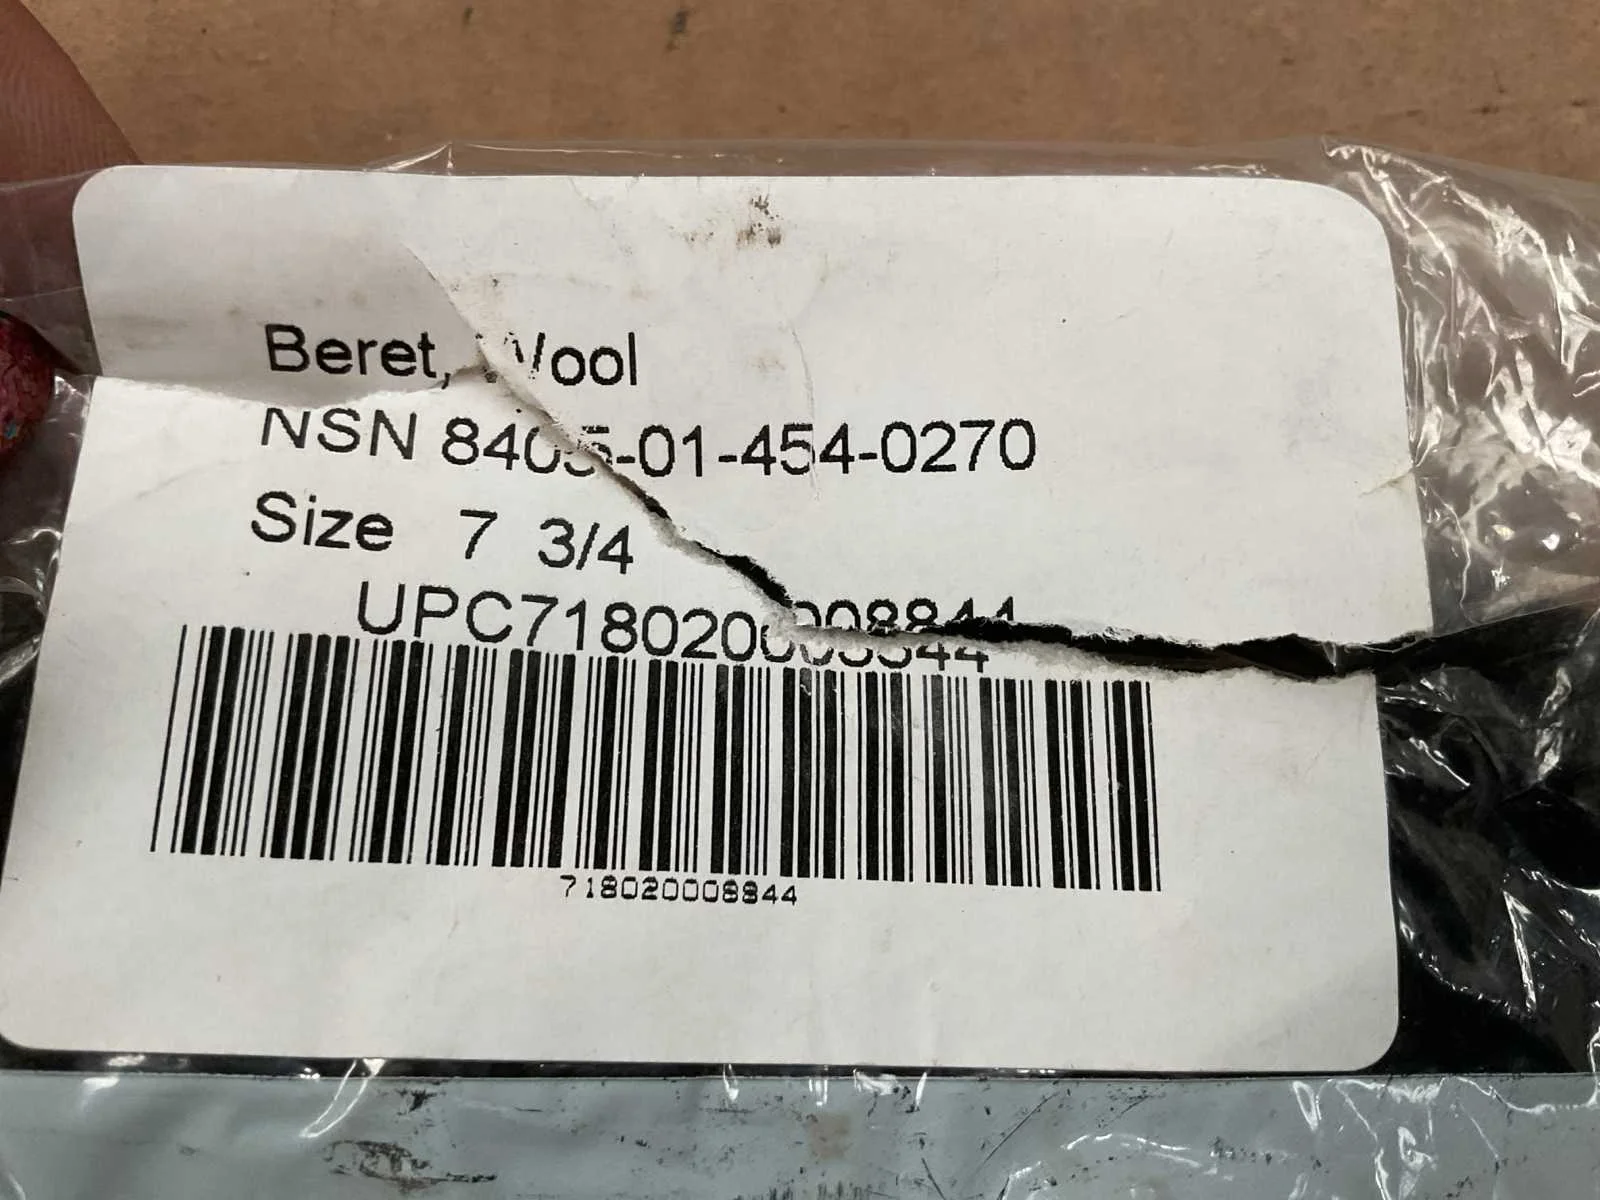 Beret, Wool
NSN 8405-01-454-0270
Size 7 3/4
UPC718020008844
718020008844